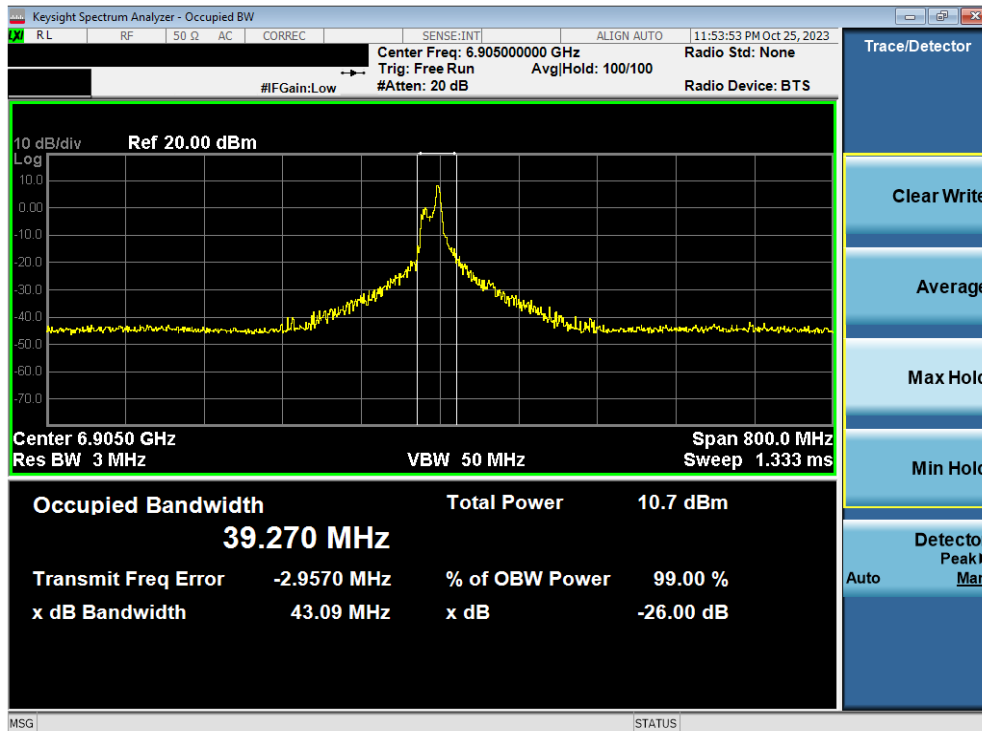 Keysight Spectrum Analyzer - Occupied BW
LXI RL RF 50 Ω AC CORREC SENSE:INT ALIGN AUTO 11:53:53 PM Oct 25, 2023
Center Freq: 6.905000000 GHz Radio Std: None
Trig: Free Run Avg|Hold: 100/100
#IFGain:Low #Atten: 20 dB Radio Device: BTS
10 dB/div Ref 20.00 dBm
Log
10.0
0.00
-10.0
-20.0
-30.0
-40.0
-50.0
-60.0
-70.0
Center 6.9050 GHz Span 800.0 MHz
Res BW 3 MHz VBW 50 MHz Sweep 1.333 ms
Occupied Bandwidth Total Power 10.7 dBm
39.270 MHz
Transmit Freq Error -2.9570 MHz % of OBW Power 99.00 %
x dB Bandwidth 43.09 MHz x dB -26.00 dB
MSG STATUS
Trace/Detector
Clear Write
Average
Max Hold
Min Hold
Detecto
Peak
Auto Man